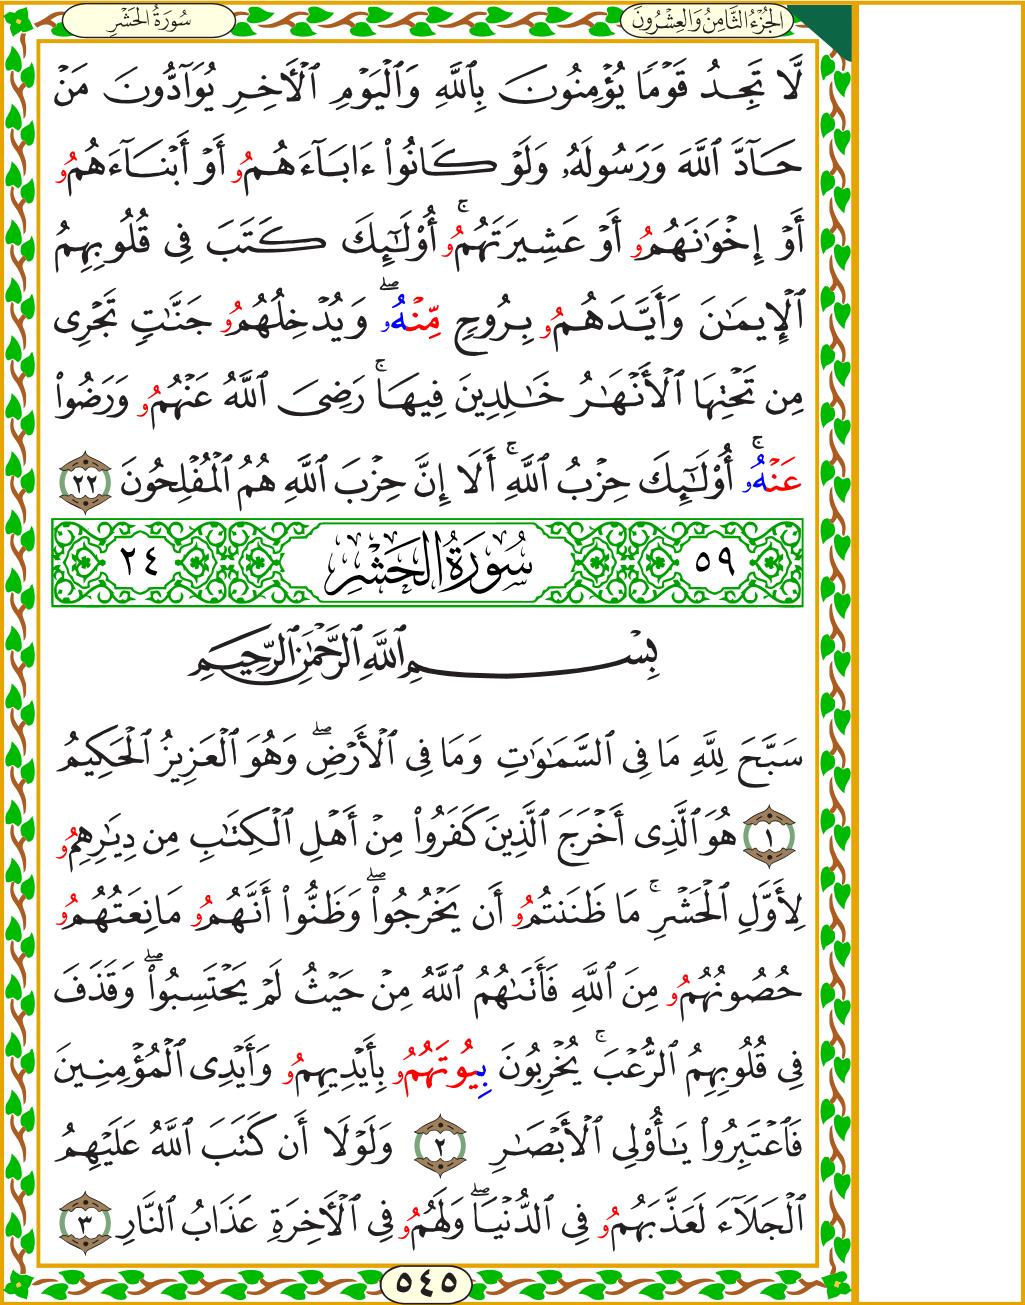 الجُزْءُ الثَّامِنُ وَالعِشْرُونَ
سُورَةُ الحَشْرِ
لَّا تَجِدُ قَوْمًا يُؤْمِنُونَ بِٱللَّهِ وَٱلْيَوْمِ ٱلْأَخِرِ يُوَآدُّونَ مَنْ
حَآدَّ ٱللَّهَ وَرَسُولَهُۥ وَلَوْ كَانُوا۟ ءَابَآءَهُمُۥ أَوْ أَبْنَآءَهُمُۥ
أَوْ إِخْوَٰنَهُمُۥ أَوْ عَشِيرَتَهُمُۥۚ أُو۟لَٰٓئِكَ كَتَبَ فِى قُلُوبِهِمُ
ٱلْإِيمَٰنَ وَأَيَّدَهُمُۥ بِرُوحٍ مِّنْهُۥۖ وَيُدْخِلُهُمُۥ جَنَّٰتٍ تَجْرِى
مِن تَحْتِهَا ٱلْأَنْهَٰرُ خَٰلِدِينَ فِيهَاۚ رَضِىَ ٱللَّهُ عَنْهُمُۥ وَرَضُوا۟
عَنْهُۥۚ أُو۟لَٰٓئِكَ حِزْبُ ٱللَّهِۚ أَلَا إِنَّ حِزْبَ ٱللَّهِ هُمُ ٱلْمُفْلِحُونَ ٢٢
٥٩ سُورَةُ الحَشْرِ ٢٤
بِسْمِ ٱللَّهِ ٱلرَّحْمَٰنِ ٱلرَّحِيمِ
سَبَّحَ لِلَّهِ مَا فِى ٱلسَّمَٰوَٰتِ وَمَا فِى ٱلْأَرْضِۖ وَهُوَ ٱلْعَزِيزُ ٱلْحَكِيمُ
١ هُوَ ٱلَّذِى أَخْرَجَ ٱلَّذِينَ كَفَرُوا۟ مِنْ أَهْلِ ٱلْكِتَٰبِ مِن دِيَٰرِهِمُۥ
لِأَوَّلِ ٱلْحَشْرِۚ مَا ظَنَنتُمُۥ أَن يَخْرُجُوا۟ۖ وَظَنُّوا۟ أَنَّهُمُۥ مَانِعَتُهُمُۥ
حُصُونُهُمُۥ مِنَ ٱللَّهِ فَأَتَىٰهُمُ ٱللَّهُ مِنْ حَيْثُ لَمْ يَحْتَسِبُوا۟ۖ وَقَذَفَ
فِى قُلُوبِهِمُ ٱلرُّعْبَۚ يُخْرِبُونَ بِيُوتَهُمُۥ بِأَيْدِيهِمُۥ وَأَيْدِى ٱلْمُؤْمِنِينَ
فَٱعْتَبِرُوا۟ يَٰأُو۟لِى ٱلْأَبْصَٰرِ ٢ وَلَوْلَا أَن كَتَبَ ٱللَّهُ عَلَيْهِمُ
ٱلْجَلَآءَ لَعَذَّبَهُمُۥ فِى ٱلدُّنْيَاۖ وَلَهُمُۥ فِى ٱلْأَخِرَةِ عَذَابُ ٱلنَّارِ ٣
٥٤٥